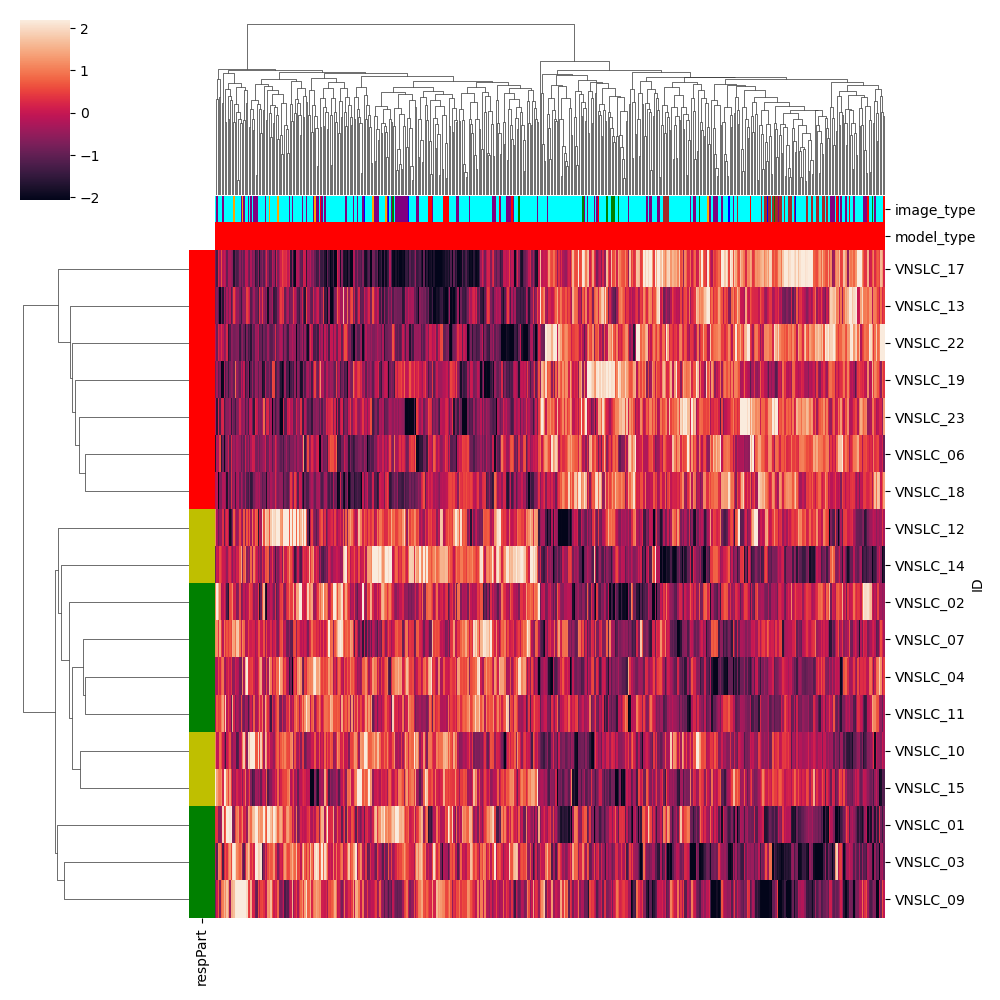 2
1
0
−1
−2
image_type
model_type
VNSLC_17
VNSLC_13
VNSLC_22
VNSLC_19
VNSLC_23
VNSLC_06
VNSLC_18
VNSLC_12
VNSLC_14
VNSLC_02
VNSLC_07
VNSLC_04
VNSLC_11
VNSLC_10
VNSLC_15
VNSLC_01
VNSLC_03
VNSLC_09
ID
respPart